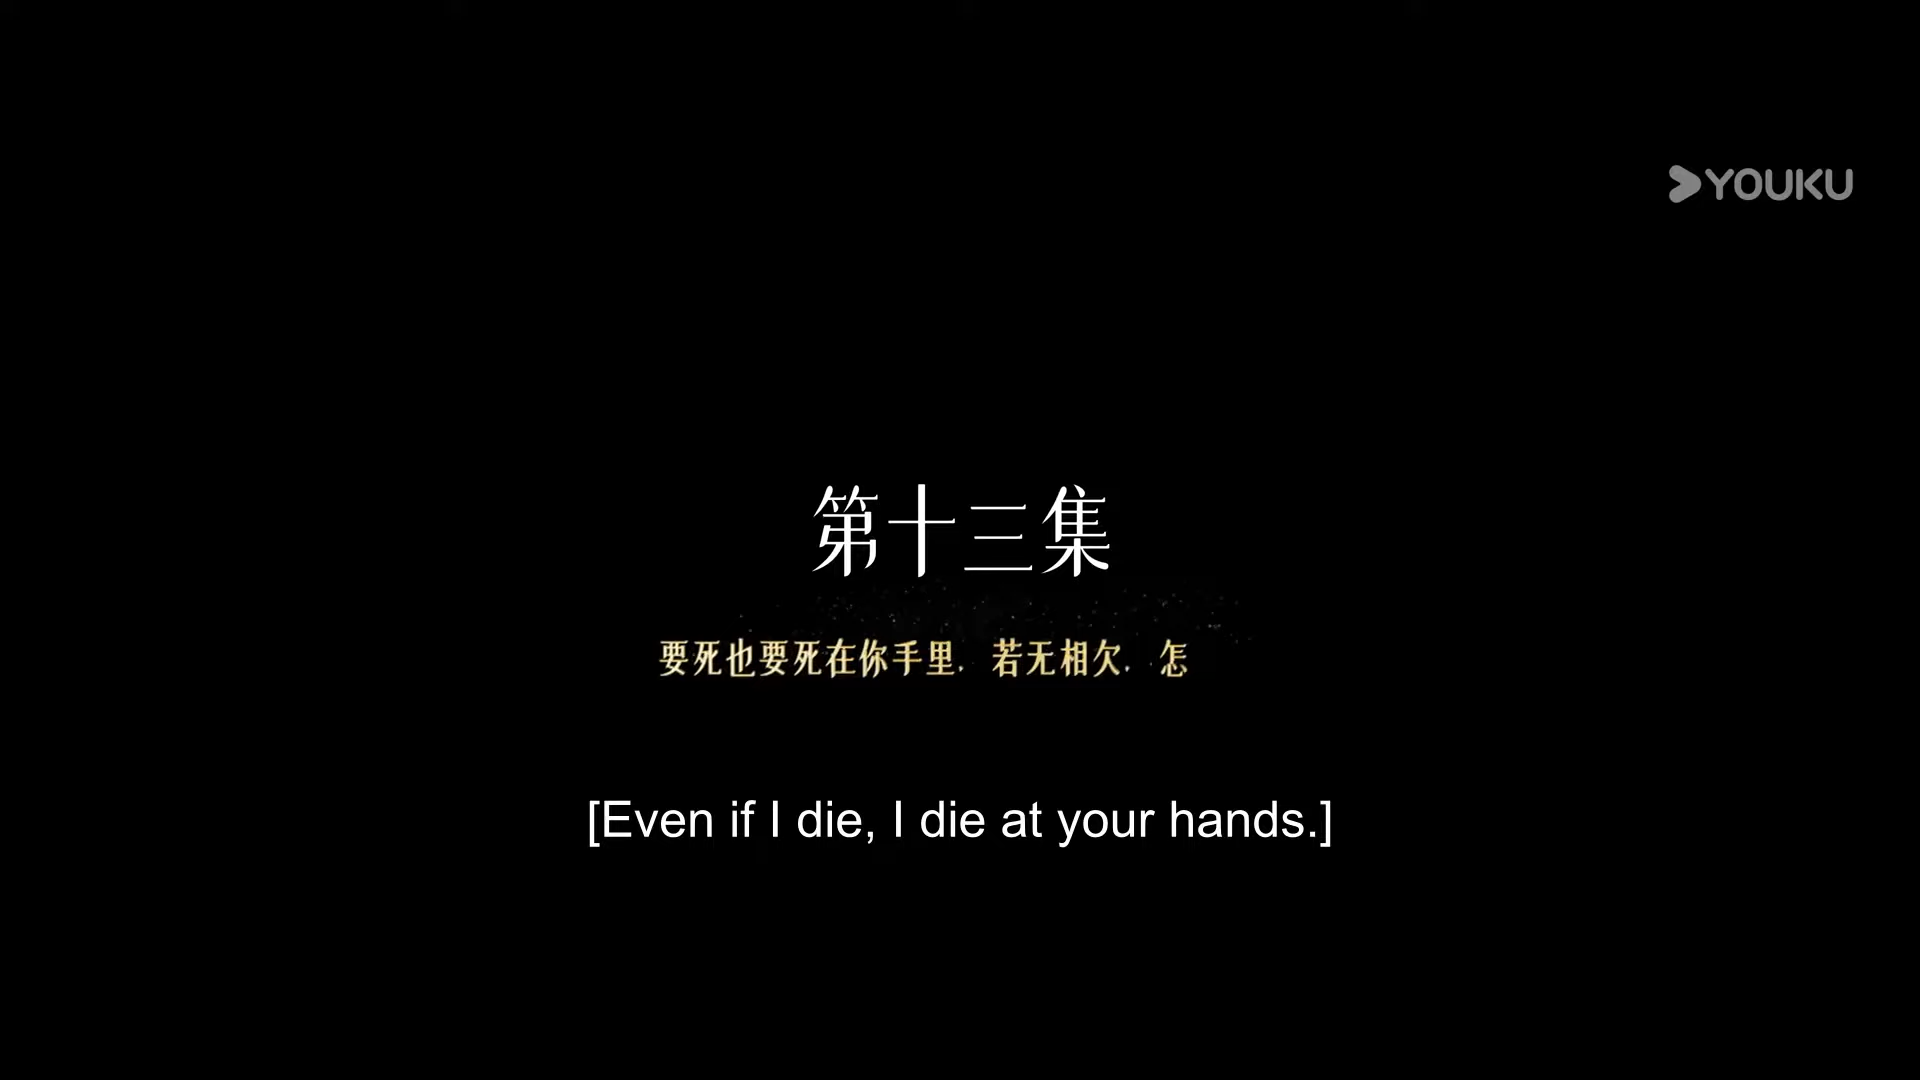 YOUKU
第十三集
要死也要死在你手里，若无相欠，怎
[Even if I die, I die at your hands.]